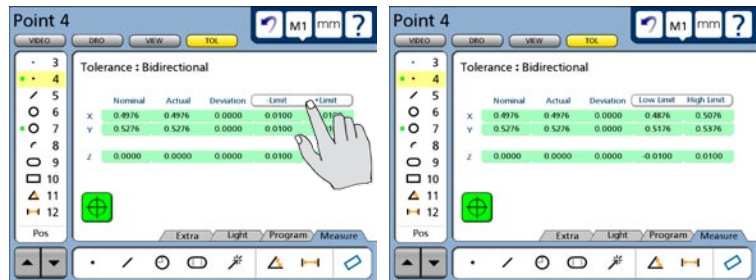 Point 4
M1 mm ?
VIDEO DRO VIEW TOL
Tolerance : Bidirectional
3
4
5
6
7
8
9
10
11
12
Pos
Nominal Actual Deviation -Limit +Limit
X 0.4976 0.4976 0.0000 0.0100
Y 0.5276 0.5276 0.0000 0.0100
Z 0.0000 0.0000 0.0000 0.0100
Extra Light Program Measure
Point 4
M1 mm ?
VIDEO DRO VIEW TOL
Tolerance : Bidirectional
3
4
5
6
7
8
9
10
11
12
Pos
Nominal Actual Deviation Low Limit High Limit
X 0.4976 0.4976 0.0000 0.4876 0.5076
Y 0.5276 0.5276 0.0000 0.5176 0.5376
Z 0.0000 0.0000 0.0000 -0.0100 0.0100
Extra Light Program Measure